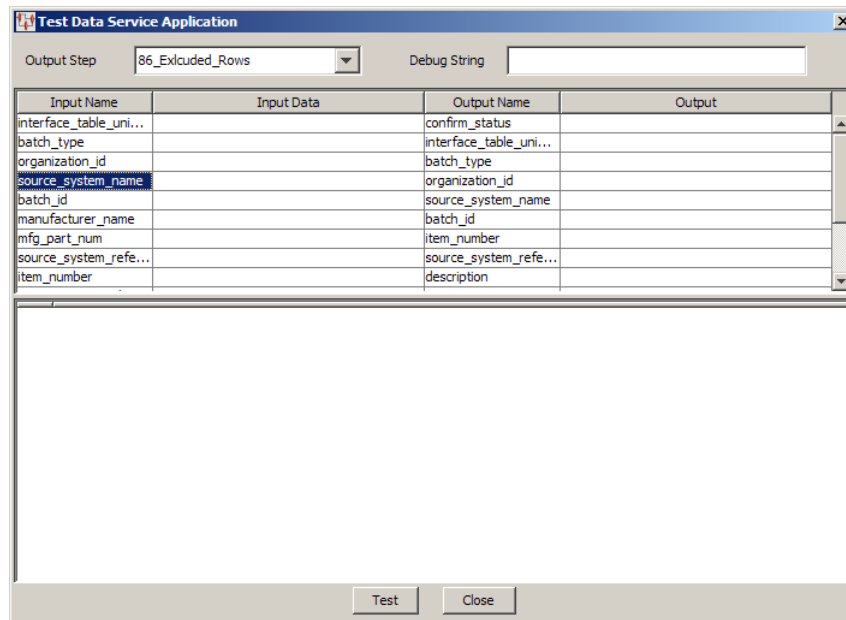 Test Data Service Application
Output Step 86_Exlcuded_Rows Debug String
Input Name Input Data Output Name Output
interface_table_uni... confirm_status
batch_type interface_table_uni...
organization_id batch_type
source_system_name organization_id
batch_id source_system_name
manufacturer_name batch_id
mfg_part_num item_number
source_system_refe... source_system_refe...
item_number description
Test Close